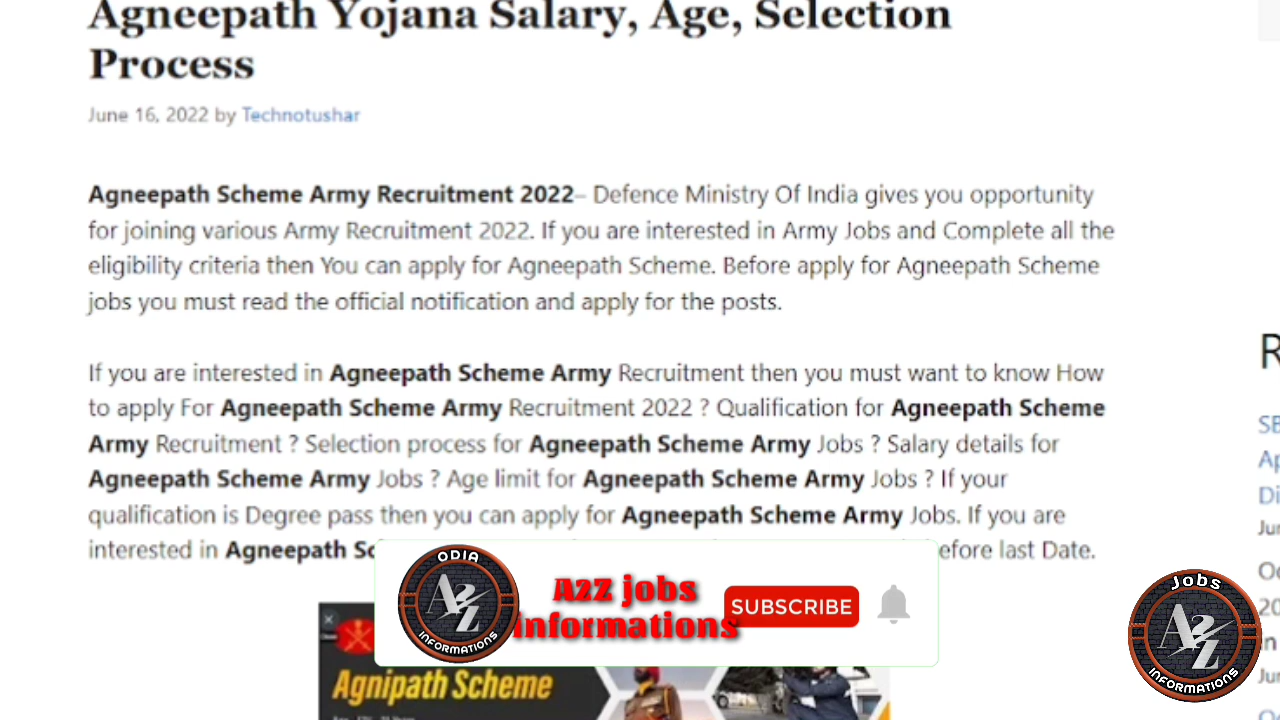 Agneepath Yojana Salary, Age, Selection
Process
June 16, 2022 by Technotushar
Agneepath Scheme Army Recruitment 2022– Defence Ministry Of India gives you opportunity
for joining various Army Recruitment 2022. If you are interested in Army Jobs and Complete all the
eligibility criteria then You can apply for Agneepath Scheme. Before apply for Agneepath Scheme
jobs you must read the official notification and apply for the posts.
If you are interested in Agneepath Scheme Army Recruitment then you must want to know How
to apply For Agneepath Scheme Army Recruitment 2022 ? Qualification for Agneepath Scheme
Army Recruitment ? Selection process for Agneepath Scheme Army Jobs ? Salary details for
Agneepath Scheme Army Jobs ? Age limit for Agneepath Scheme Army Jobs ? If your
qualification is Degree pass then you can apply for Agneepath Scheme Army Jobs. If you are
interested in Agneepath Sc efore last Date.
ODIA
A2Z
INFORMATIONS
A2Z jobs
informations
SUBSCRIBE
Agnipath Scheme
Jobs
A2Z
INFORMATIONS
R
SB
Ap
Di
Ju
20
in
Ju